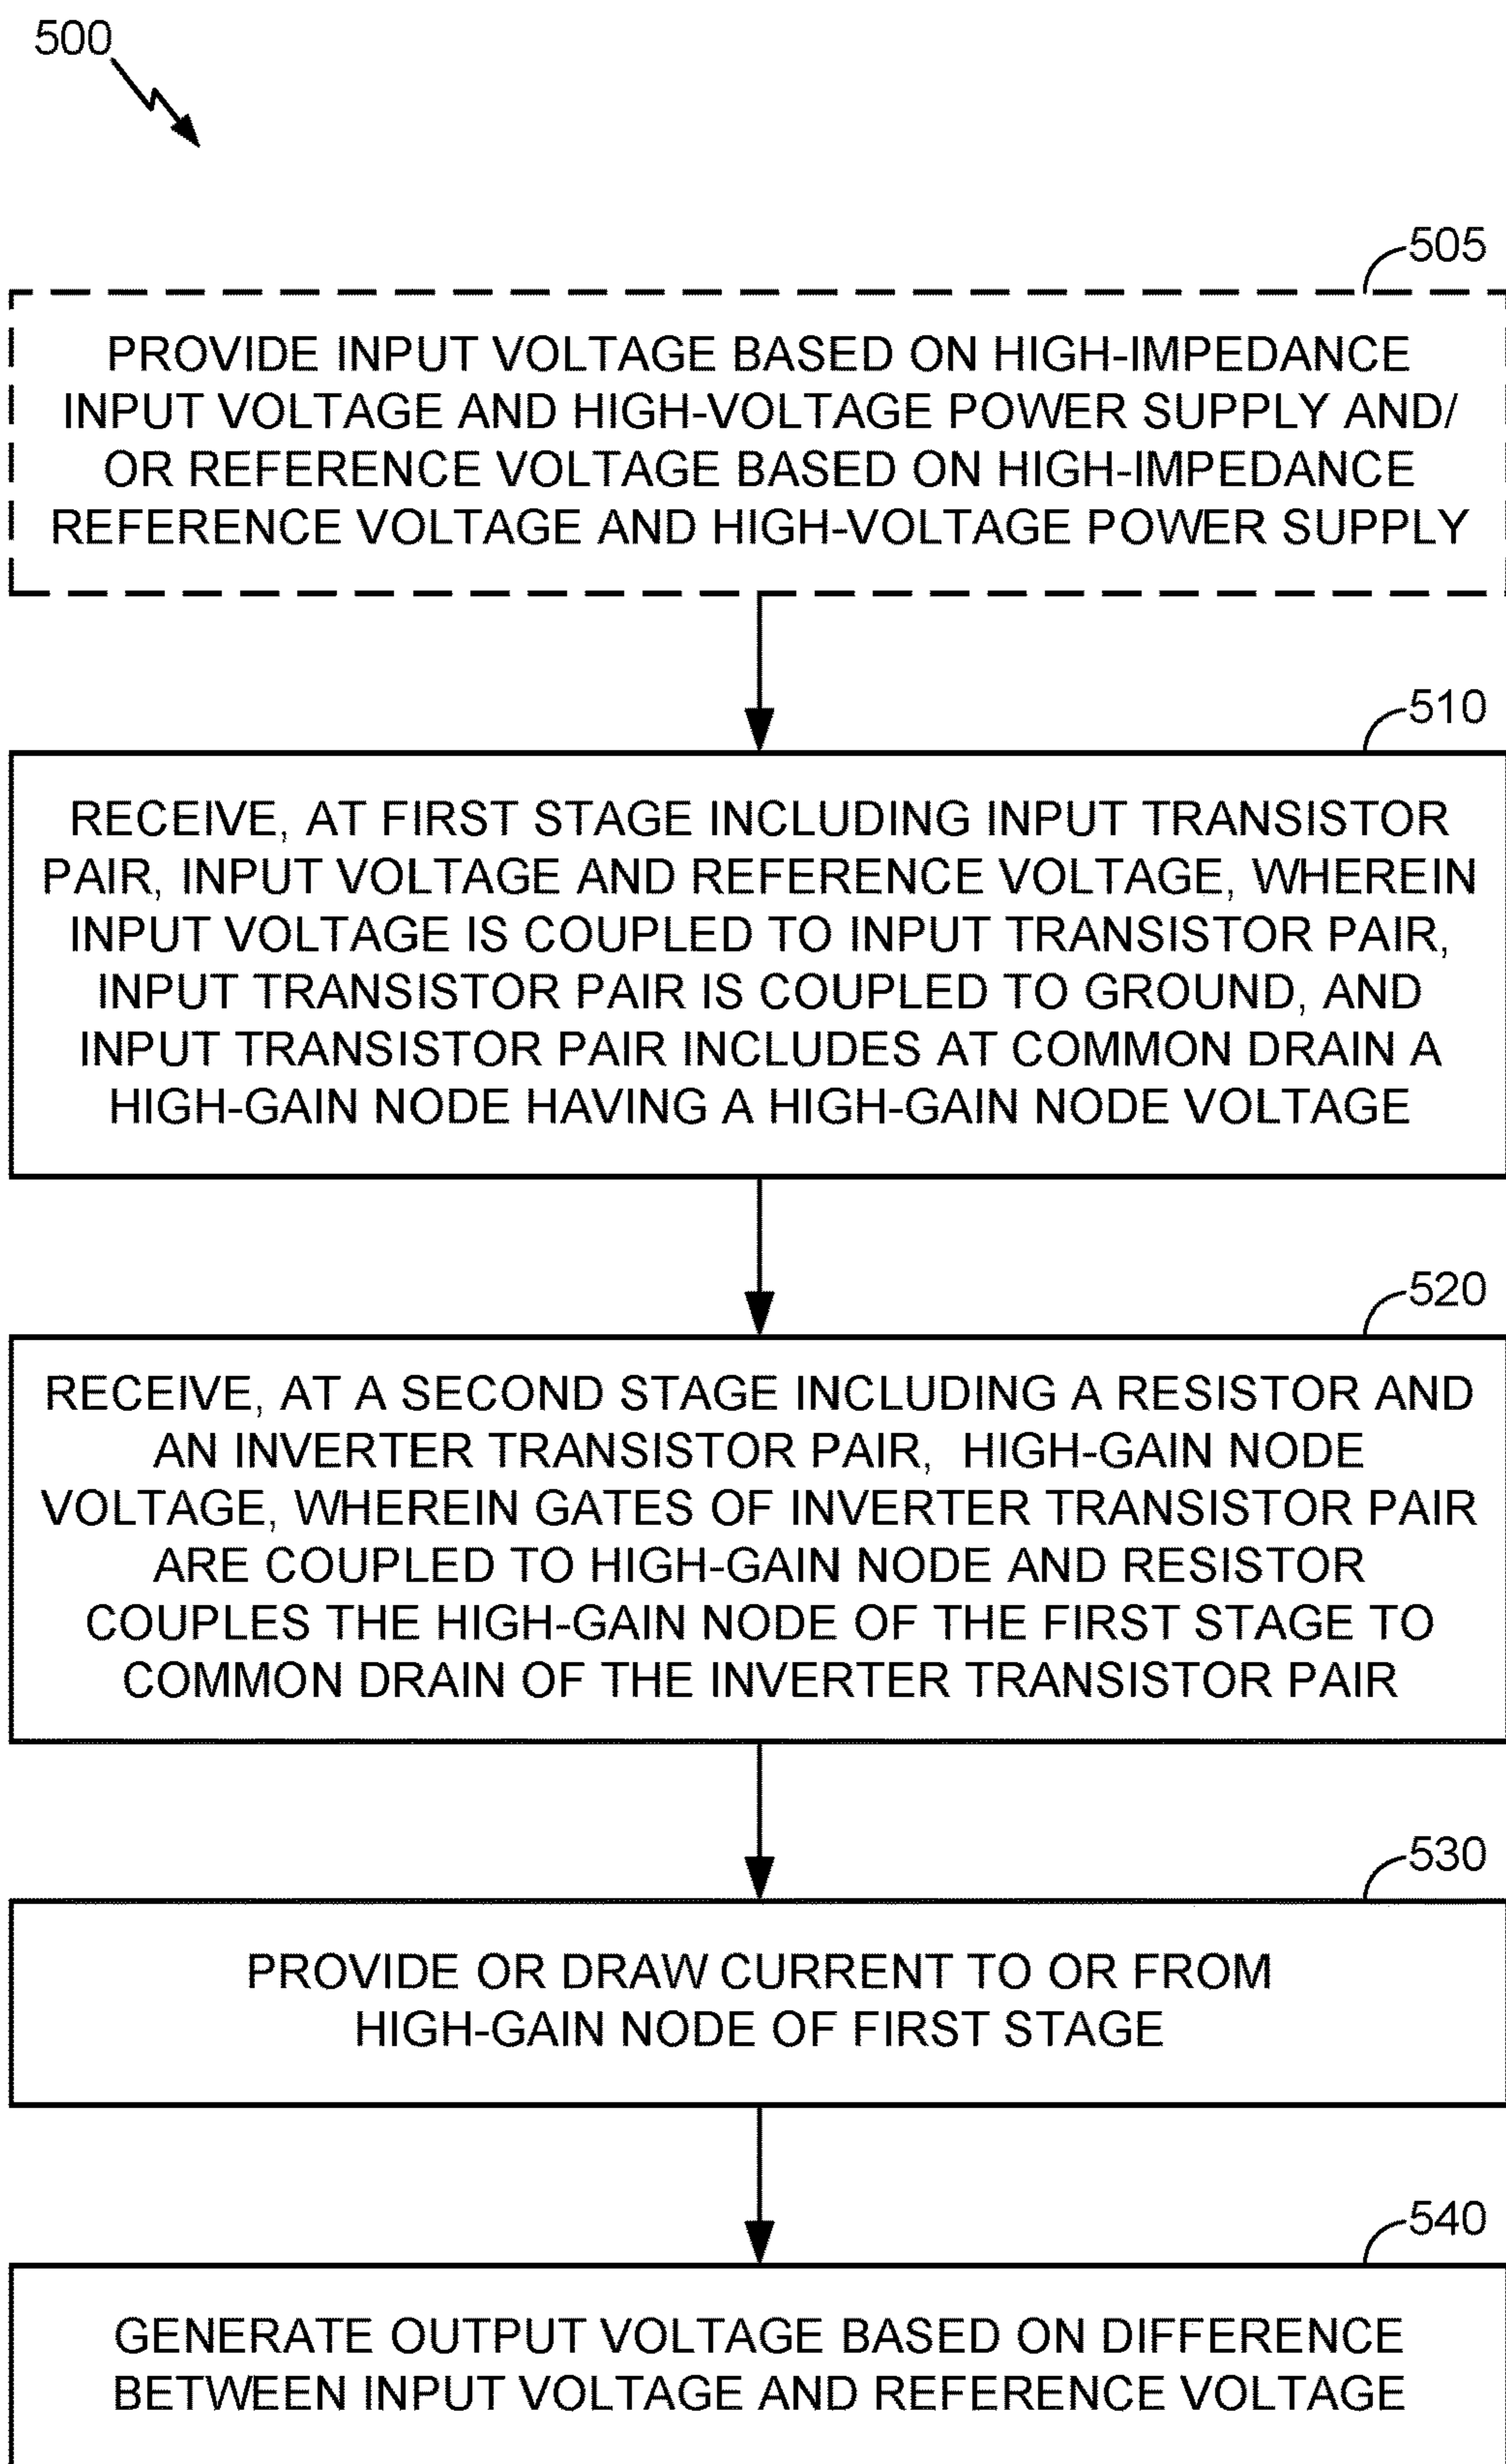 500
505
PROVIDE INPUT VOLTAGE BASED ON HIGH-IMPEDANCE
INPUT VOLTAGE AND HIGH-VOLTAGE POWER SUPPLY AND/
OR REFERENCE VOLTAGE BASED ON HIGH-IMPEDANCE
REFERENCE VOLTAGE AND HIGH-VOLTAGE POWER SUPPLY
510
RECEIVE, AT FIRST STAGE INCLUDING INPUT TRANSISTOR
PAIR, INPUT VOLTAGE AND REFERENCE VOLTAGE, WHEREIN
INPUT VOLTAGE IS COUPLED TO INPUT TRANSISTOR PAIR,
INPUT TRANSISTOR PAIR IS COUPLED TO GROUND, AND
INPUT TRANSISTOR PAIR INCLUDES AT COMMON DRAIN A
HIGH-GAIN NODE HAVING A HIGH-GAIN NODE VOLTAGE
520
RECEIVE, AT A SECOND STAGE INCLUDING A RESISTOR AND
AN INVERTER TRANSISTOR PAIR, HIGH-GAIN NODE
VOLTAGE, WHEREIN GATES OF INVERTER TRANSISTOR PAIR
ARE COUPLED TO HIGH-GAIN NODE AND RESISTOR
COUPLES THE HIGH-GAIN NODE OF THE FIRST STAGE TO
COMMON DRAIN OF THE INVERTER TRANSISTOR PAIR
530
PROVIDE OR DRAW CURRENT TO OR FROM
HIGH-GAIN NODE OF FIRST STAGE
540
GENERATE OUTPUT VOLTAGE BASED ON DIFFERENCE
BETWEEN INPUT VOLTAGE AND REFERENCE VOLTAGE